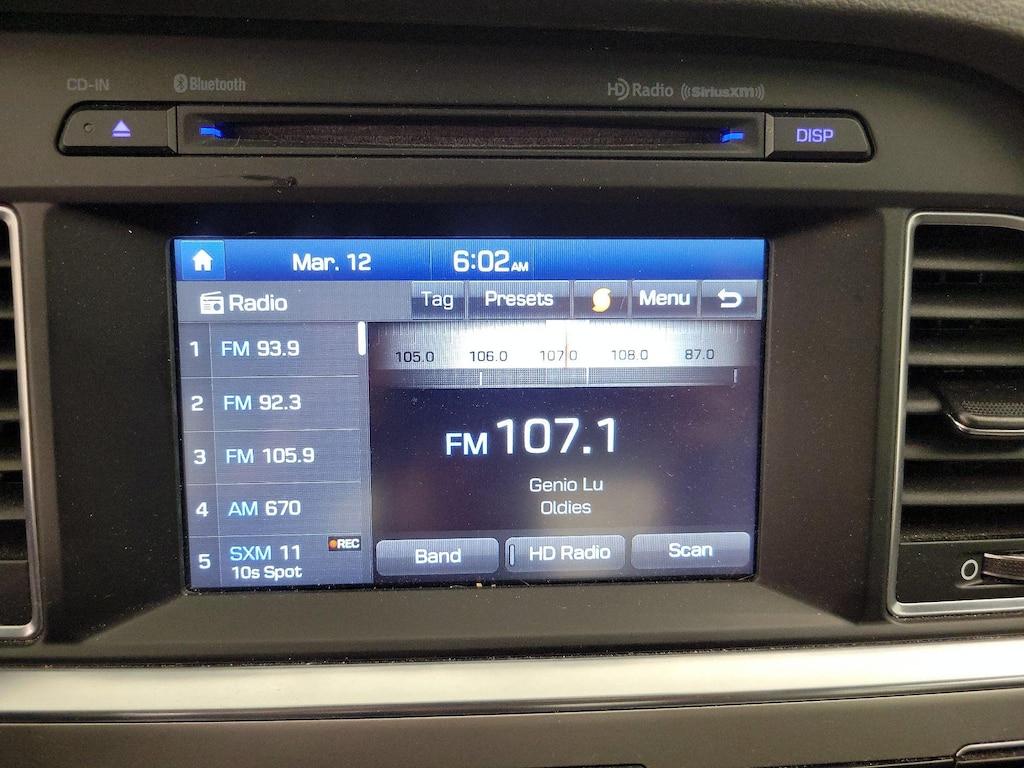 CD-IN
Bluetooth
HD Radio ((SiriusXM))
DISP
Mar. 12
6:02 AM
Radio
Tag
Presets
Menu
1 FM 93.9
2 FM 92.3
3 FM 105.9
4 AM 670
5 SXM 11
REC
10s Spot
105.0 106.0 107.0 108.0 87.0
FM 107.1
Genio Lu
Oldies
Band
HD Radio
Scan